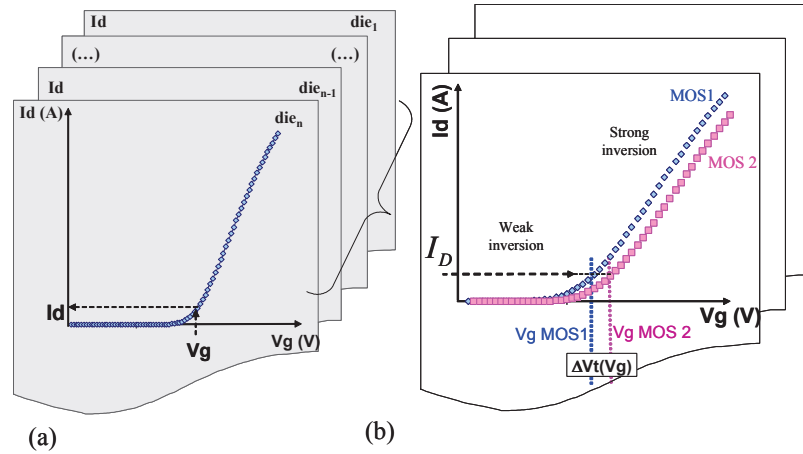 Id die₁
(...) (...)
Id dieₙ₋₁
Id (A) dieₙ
Id
Vg
Vg (V)
(a)
Id (A)
MOS1
MOS 2
Strong
inversion
Weak
inversion
I_D
Vg (V)
Vg MOS1 Vg MOS 2
ΔVt(Vg)
(b)